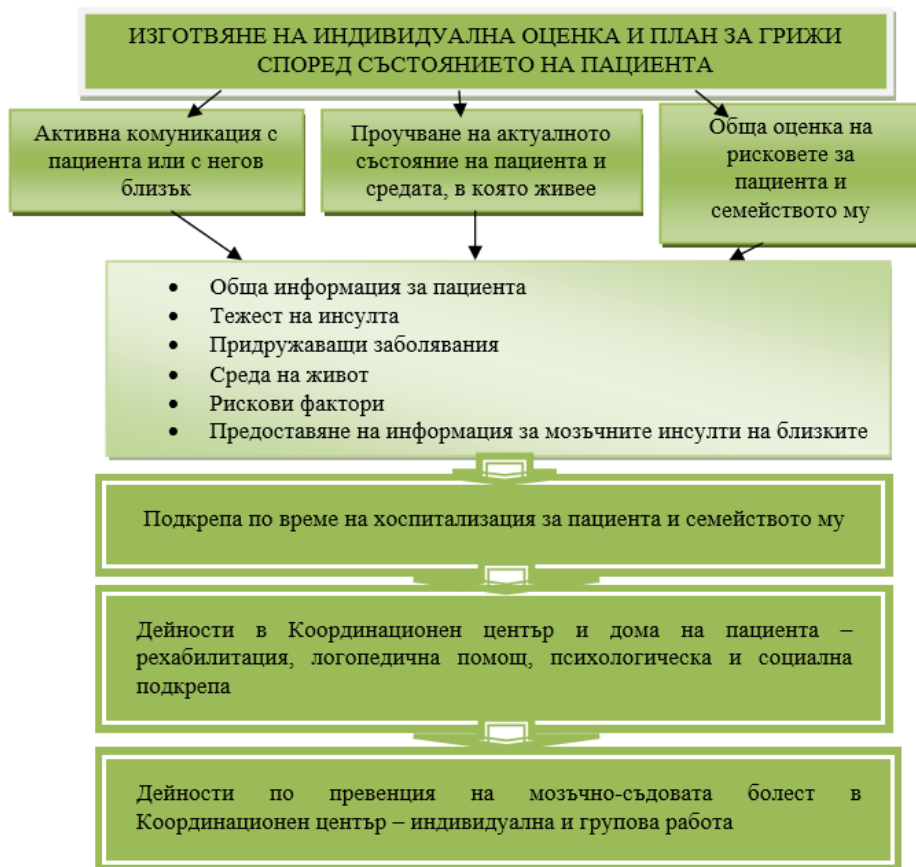 ИЗГОТВЯНЕ НА ИНДИВИДУАЛНА ОЦЕНКА И ПЛАН ЗА ГРИЖИ
СПОРЕД СЪСТОЯНИЕТО НА ПАЦИЕНТА
Активна комуникация с
пациента или с негов
близък
Проучване на актуалното
състояние на пациента и
средата, в която живее
Обща оценка на
рисковете за
пациента и
семейството му
• Обща информация за пациента
• Тежест на инсулта
• Придружаващи заболявания
• Среда на живот
• Рискови фактори
• Предоставяне на информация за мозъчните инсулти на близките
Подкрепа по време на хоспитализация за пациента и семейството му
Дейности в Координационен център и дома на пациента –
рехабилитация, логопедична помощ, психологическа и социална
подкрепа
Дейности по превенция на мозъчно-съдовата болест в
Координационен център – индивидуална и групова работа